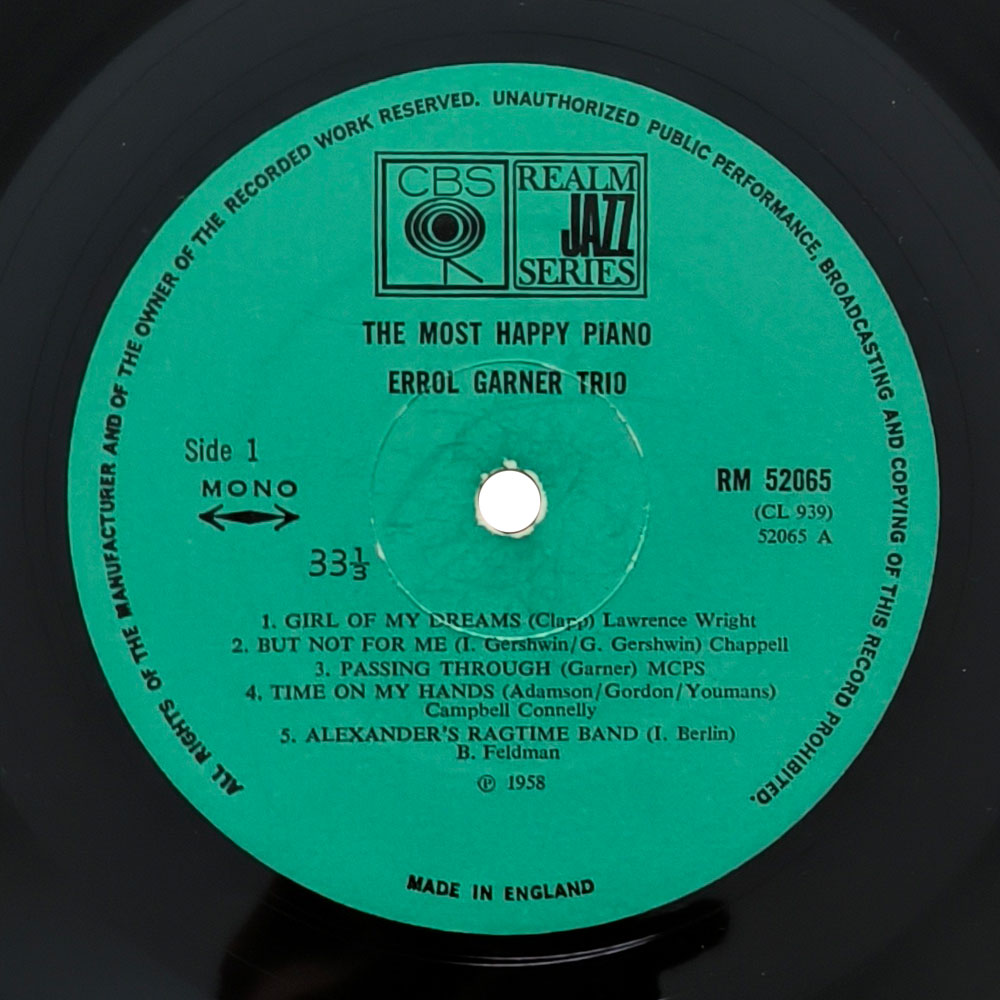 ALL RIGHTS OF THE MANUFACTURER AND OF THE OWNER OF THE RECORDED WORK RESERVED. UNAUTHORIZED PUBLIC PERFORMANCE, BROADCASTING AND COPYING OF THIS RECORD PROHIBITED.
CBS
REALM
JAZZ
SERIES
THE MOST HAPPY PiANO
ERROL GARNER TRIO
Side 1
MONO
33⅓
RM 52065
(CL 939)
52065 A
1. GIRL OF MY DREAMS (Clapp) Lawrence Wright
2. BUT NOT FOR ME (I. Gershwin/G. Gershwin) Chappell
3. PASSING THROUGH (Garner) MCPS
4. TIME ON MY HANDS (Adamson/Gordon/Youmans)
Campbell Connelly
5. ALEXANDER'S RAGTIME BAND (I. Berlin)
B. Feldman
℗ 1958
MADE IN ENGLAND